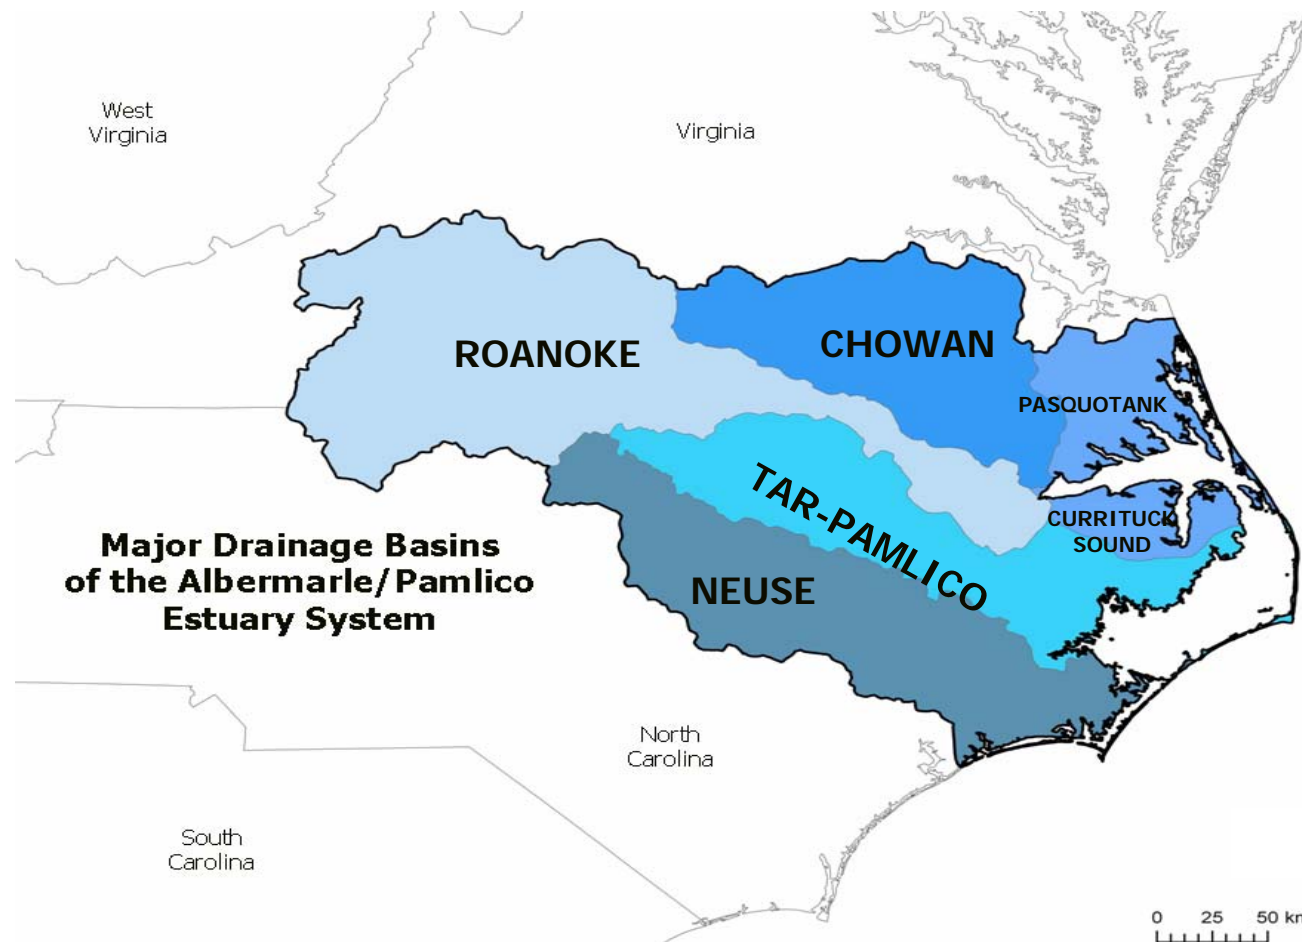 West
Virginia
Virginia
ROANOKE
CHOWAN
PASQUOTANK
TAR-PAMLICO
CURRITUCK
SOUND
NEUSE
Major Drainage Basins
of the Albermarle/Pamlico
Estuary System
North
Carolina
South
Carolina
0 25 50 km